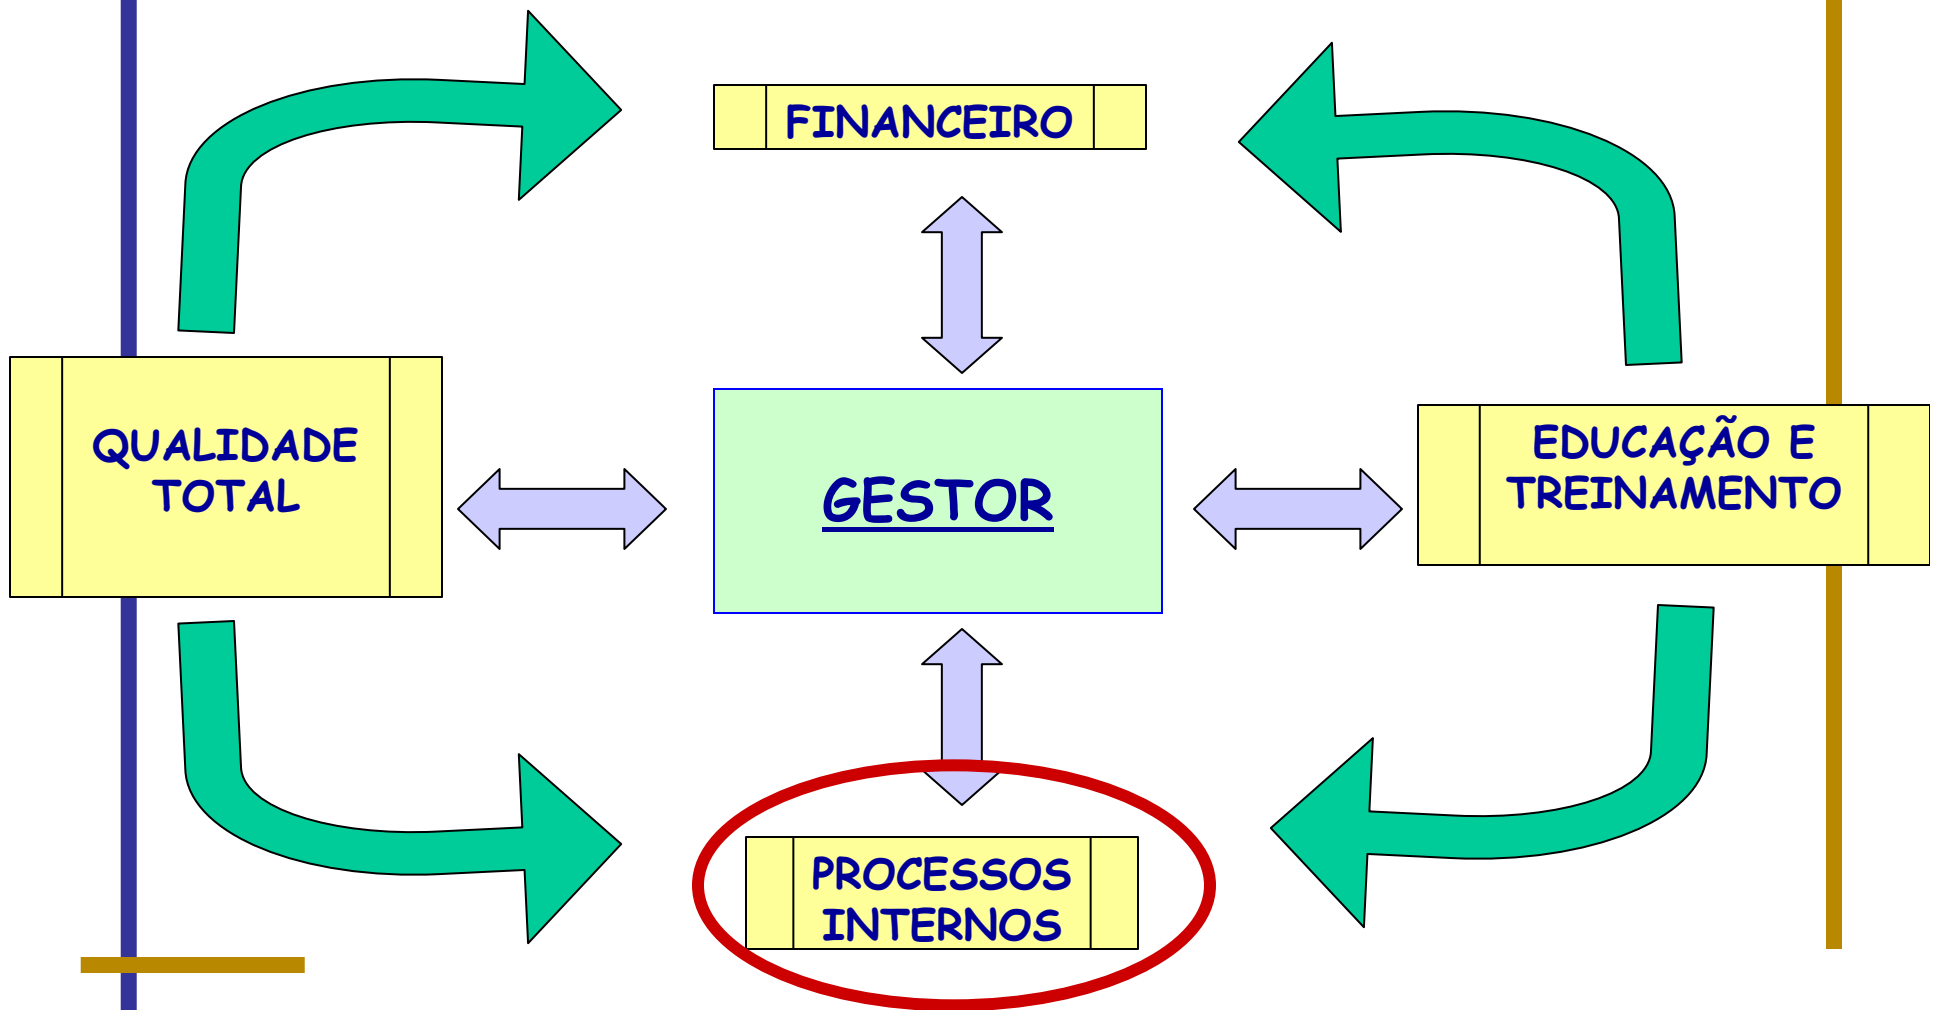 FINANCEIRO
QUALIDADE
TOTAL
GESTOR
EDUCAÇÃO E
TREINAMENTO
PROCESSOS
INTERNOS